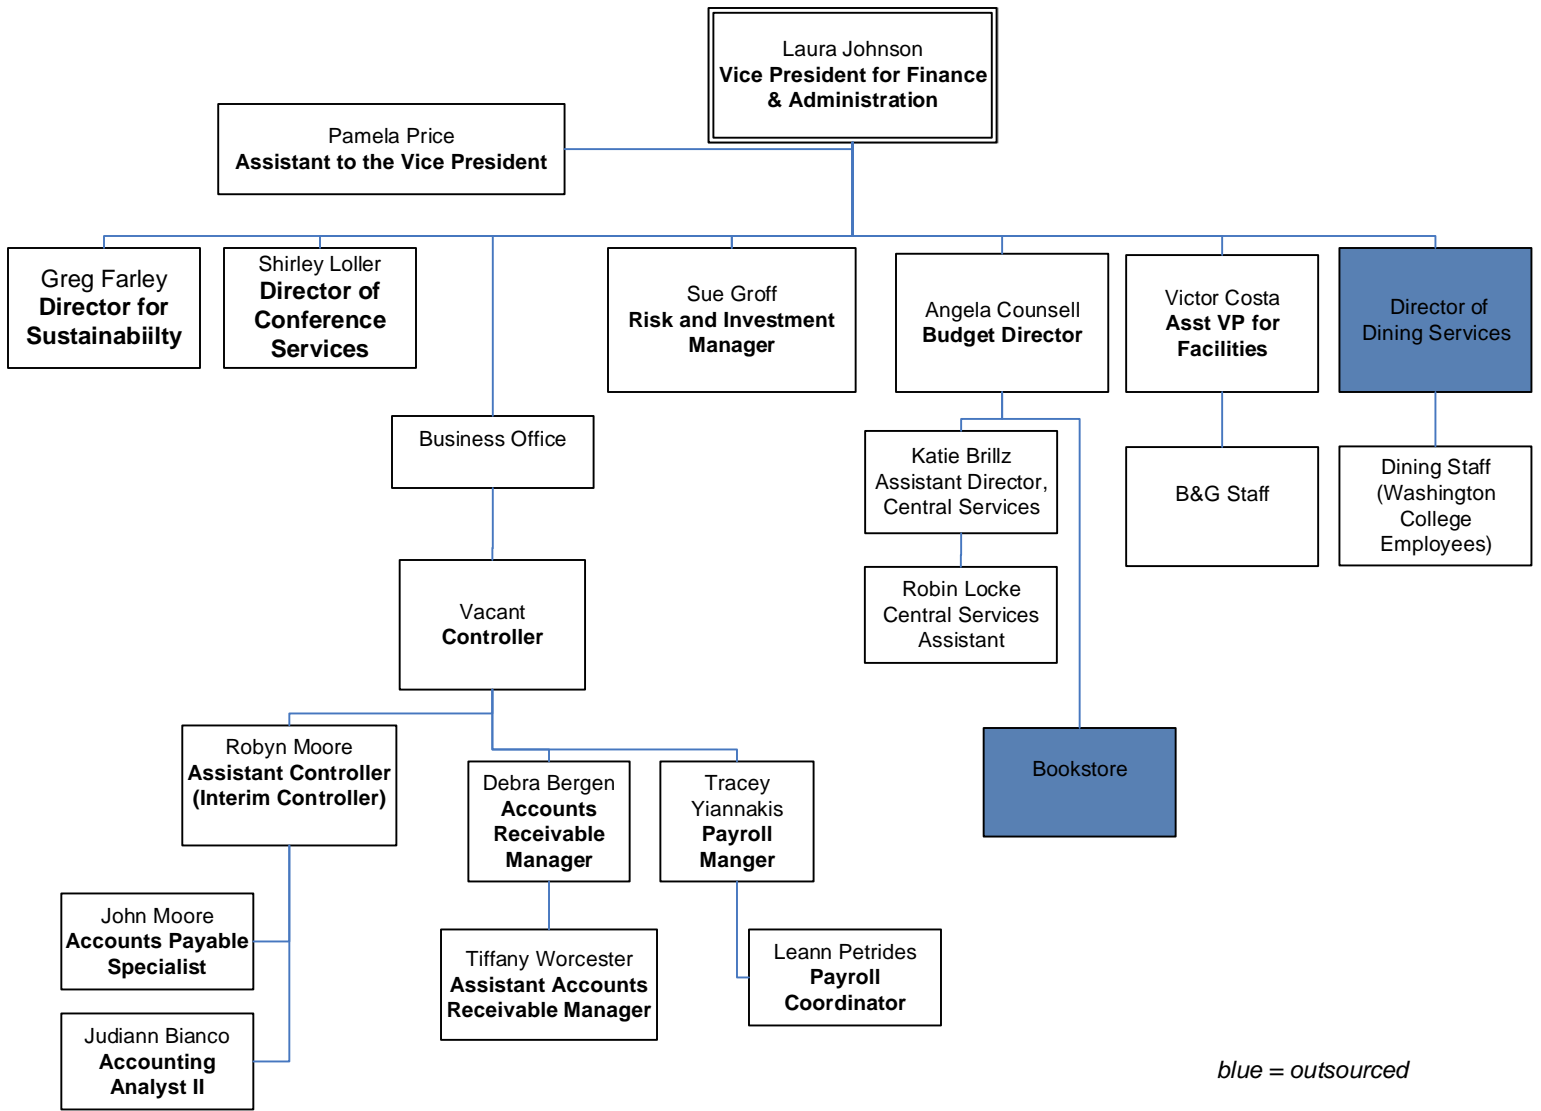 Laura Johnson
Vice President for Finance
& Administration
Pamela Price
Assistant to the Vice President
Greg Farley
Director for
Sustainabiilty
Shirley Loller
Director of
Conference
Services
Sue Groff
Risk and Investment
Manager
Angela Counsell
Budget Director
Victor Costa
Asst VP for
Facilities
Director of
Dining Services
Business Office
Katie Brillz
Assistant Director,
Central Services
B&G Staff
Dining Staff
(Washington
College
Employees)
Robin Locke
Central Services
Assistant
Vacant
Controller
Bookstore
Robyn Moore
Assistant Controller
(Interim Controller)
Debra Bergen
Accounts
Receivable
Manager
Tracey
Yiannakis
Payroll
Manger
John Moore
Accounts Payable
Specialist
Tiffany Worcester
Assistant Accounts
Receivable Manager
Leann Petrides
Payroll
Coordinator
Judiann Bianco
Accounting
Analyst II
blue = outsourced